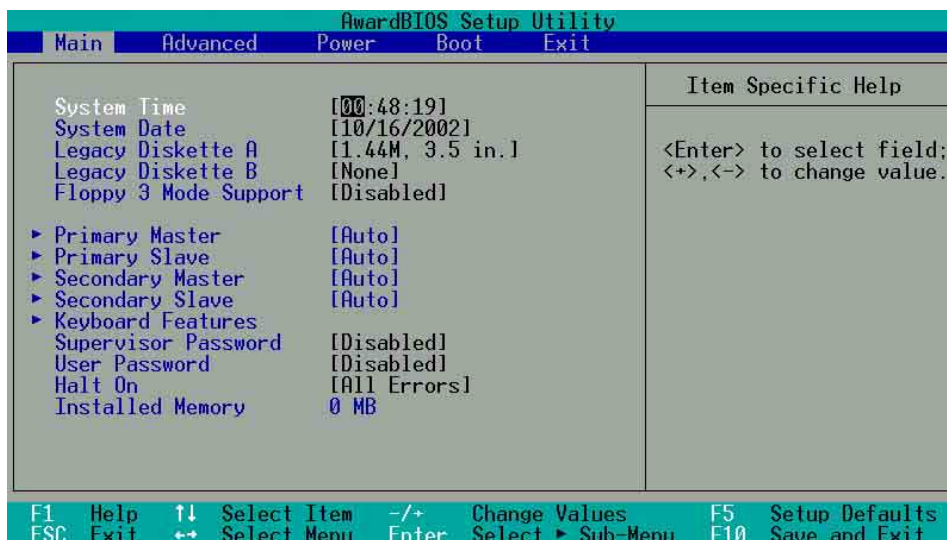 AwardBIOS Setup Utility
Main Advanced Power Boot Exit
System Time [00:48:19]
System Date [10/16/2002]
Legacy Diskette A [1.44M, 3.5 in.]
Legacy Diskette B [None]
Floppy 3 Mode Support [Disabled]
► Primary Master [Auto]
► Primary Slave [Auto]
► Secondary Master [Auto]
► Secondary Slave [Auto]
► Keyboard Features
Supervisor Password [Disabled]
User Password [Disabled]
Halt On [All Errors]
Installed Memory 0 MB
Item Specific Help
<Enter> to select field;
<+>,<-> to change value.
F1 Help ↑↓ Select Item -/+ Change Values F5 Setup Defaults
ESC Exit ←→ Select Menu Enter Select ► Sub-Menu F10 Save and Exit